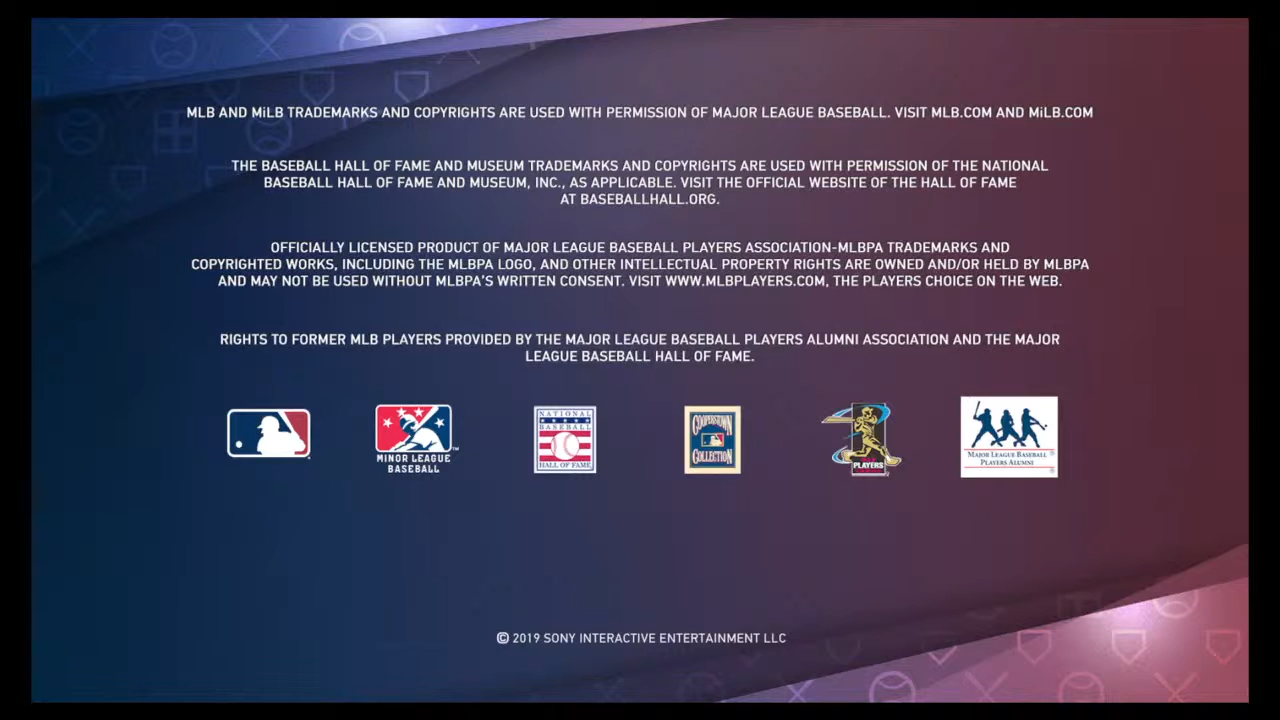 MLB AND MiLB TRADEMARKS AND COPYRIGHTS ARE USED WITH PERMISSION OF MAJOR LEAGUE BASEBALL. VISIT MLB.COM AND MiLB.COM
THE BASEBALL HALL OF FAME AND MUSEUM TRADEMARKS AND COPYRIGHTS ARE USED WITH PERMISSION OF THE NATIONAL
BASEBALL HALL OF FAME AND MUSEUM, INC., AS APPLICABLE. VISIT THE OFFICIAL WEBSITE OF THE HALL OF FAME
AT BASEBALLHALL.ORG.
OFFICIALLY LICENSED PRODUCT OF MAJOR LEAGUE BASEBALL PLAYERS ASSOCIATION-MLBPA TRADEMARKS AND
COPYRIGHTED WORKS, INCLUDING THE MLBPA LOGO, AND OTHER INTELLECTUAL PROPERTY RIGHTS ARE OWNED AND/OR HELD BY MLBPA
AND MAY NOT BE USED WITHOUT MLBPA'S WRITTEN CONSENT. VISIT WWW.MLBPLAYERS.COM, THE PLAYERS CHOICE ON THE WEB.
RIGHTS TO FORMER MLB PLAYERS PROVIDED BY THE MAJOR LEAGUE BASEBALL PLAYERS ALUMNI ASSOCIATION AND THE MAJOR
LEAGUE BASEBALL HALL OF FAME.
MINOR LEAGUE
BASEBALL
NATIONAL
BASEBALL
HALL OF FAME
COOPERSTOWN
COLLECTION
PLAYERS
MAJOR LEAGUE BASEBALL
PLAYERS ALUMNI
© 2019 SONY INTERACTIVE ENTERTAINMENT LLC